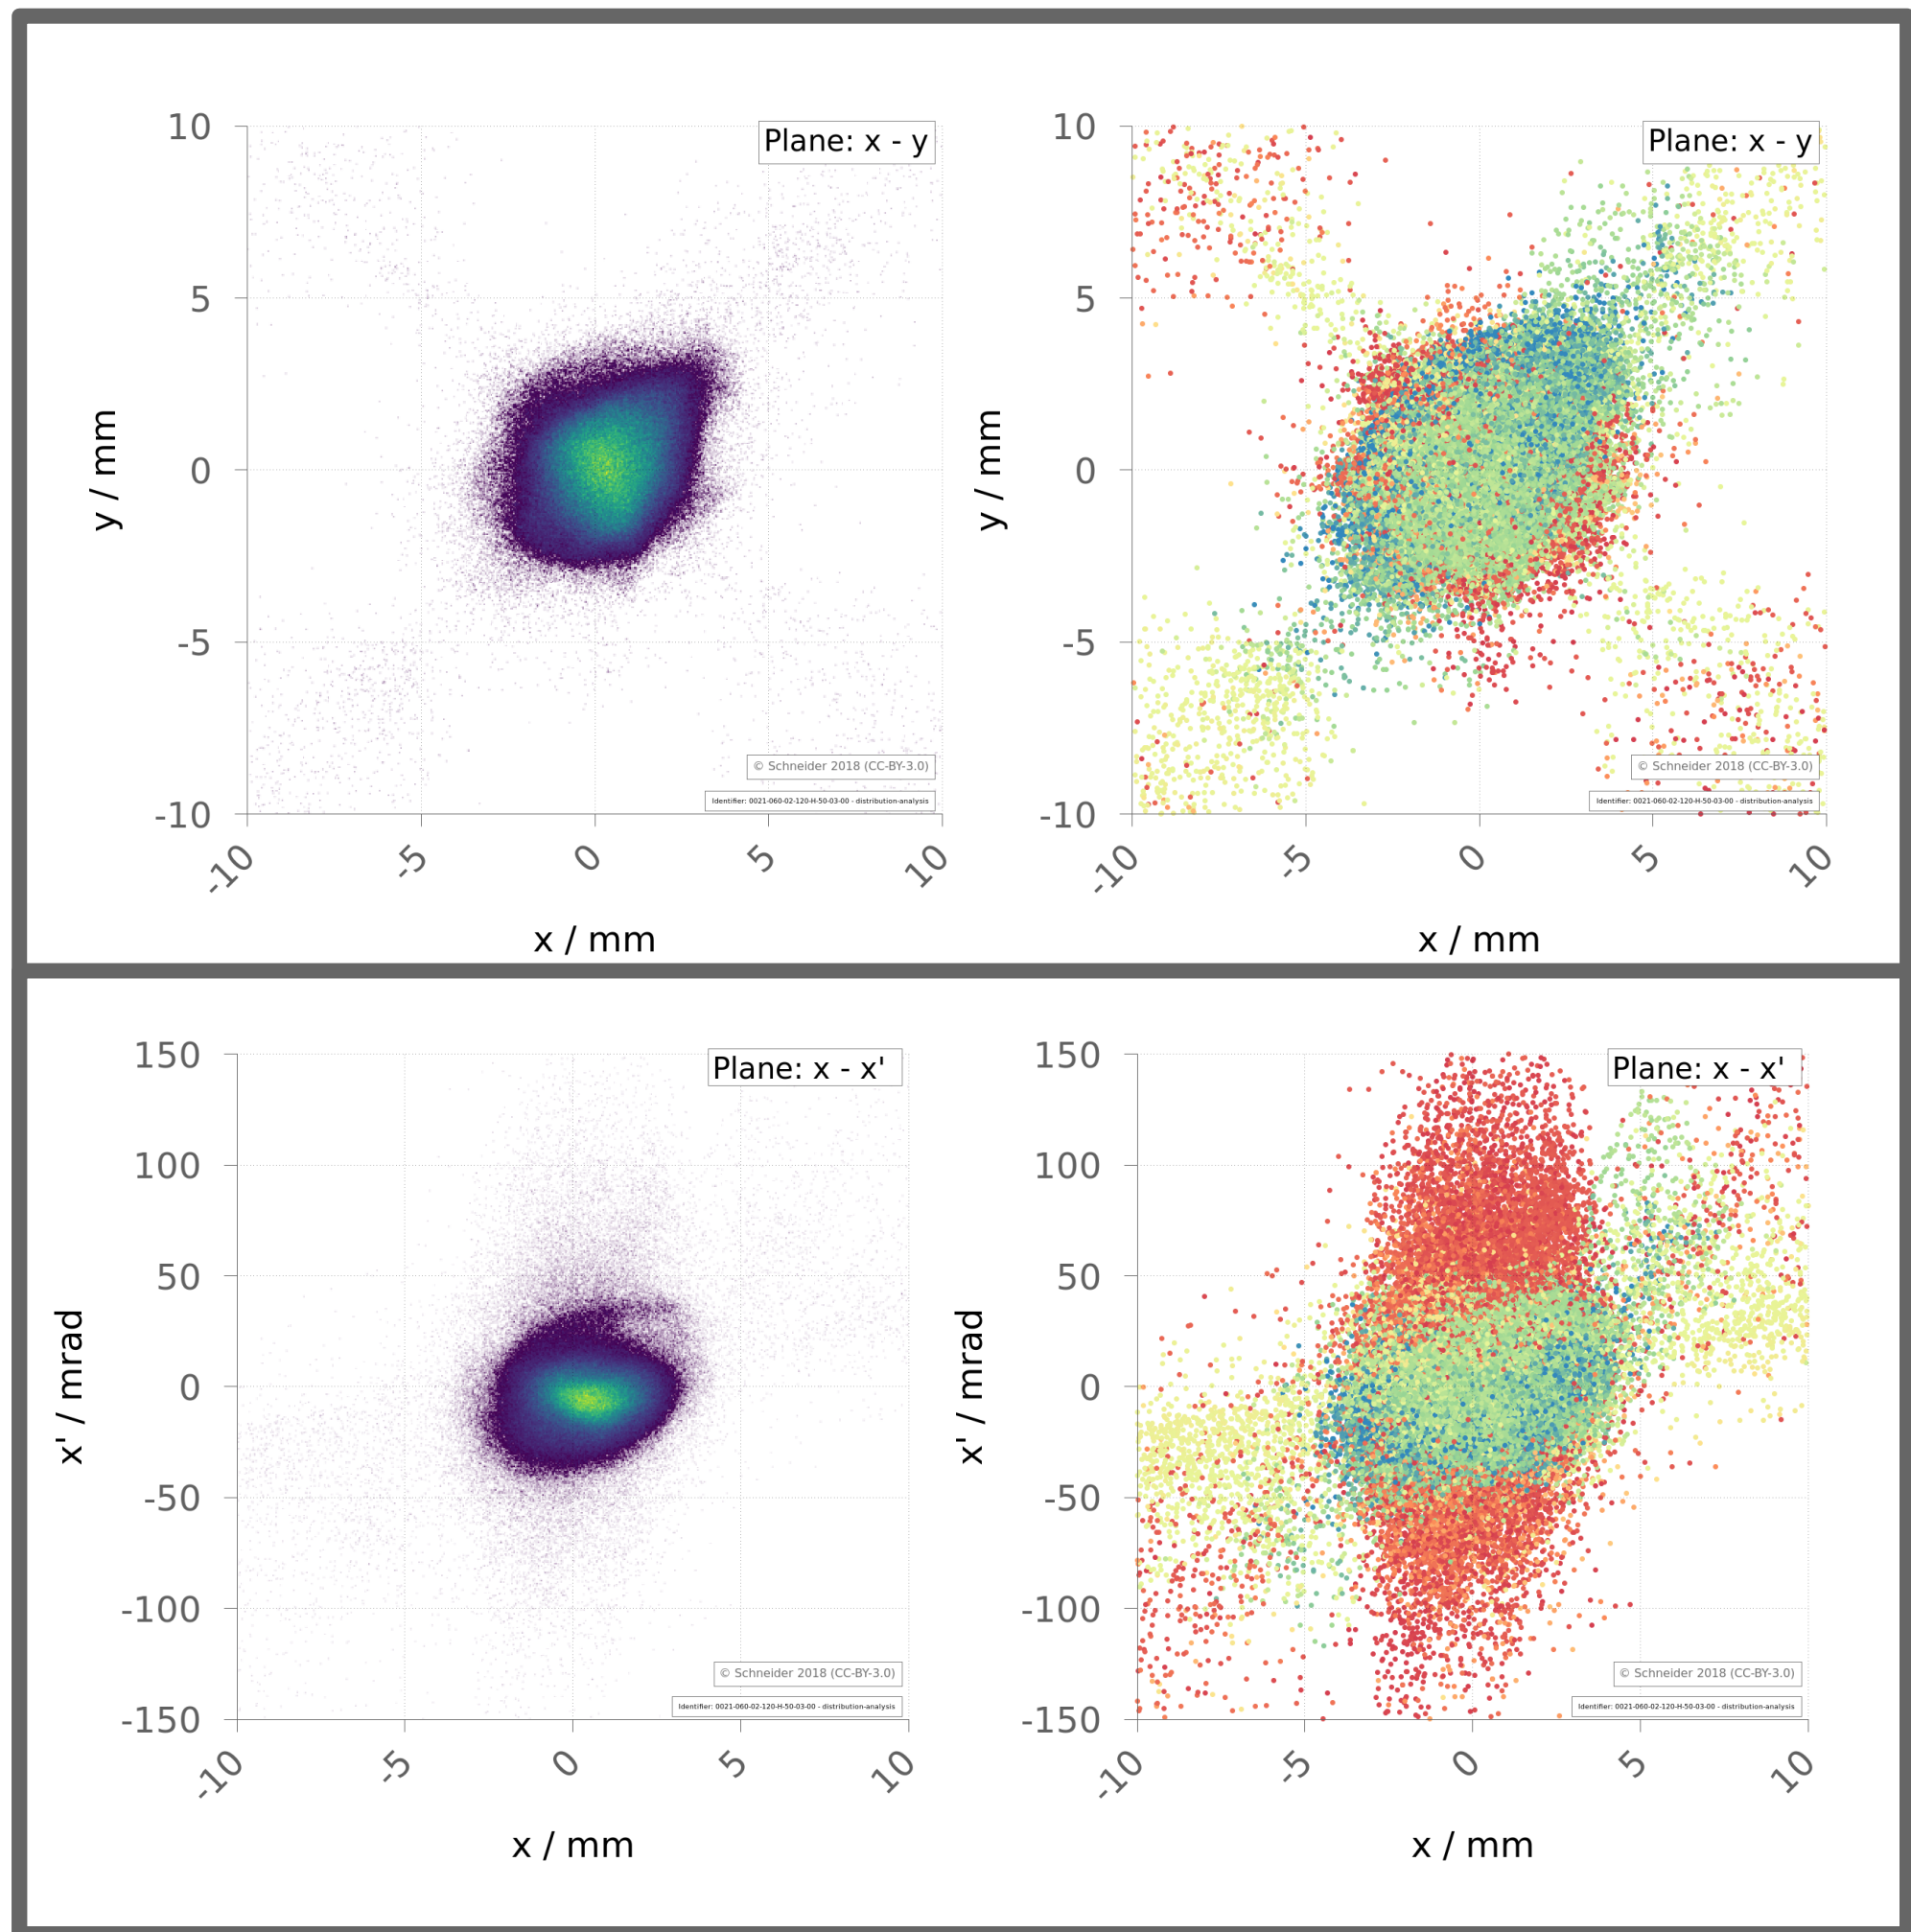 Plane: x - y
10
5
0
-5
-10
y / mm
© Schneider 2018 (CC-BY-3.0)
Identifier: 0021-060-02-120-H-50-03-00 - distribution-analysis
-10
-5
0
5
10
x / mm
Plane: x - y
10
5
0
-5
-10
y / mm
© Schneider 2018 (CC-BY-3.0)
Identifier: 0021-060-02-120-H-50-03-00 - distribution-analysis
-10
-5
0
5
10
x / mm
Plane: x - x'
150
100
50
0
-50
-100
-150
x' / mrad
© Schneider 2018 (CC-BY-3.0)
Identifier: 0021-060-02-120-H-50-03-00 - distribution-analysis
-10
-5
0
5
10
x / mm
Plane: x - x'
150
100
50
0
-50
-100
-150
x' / mrad
© Schneider 2018 (CC-BY-3.0)
Identifier: 0021-060-02-120-H-50-03-00 - distribution-analysis
-10
-5
0
5
10
x / mm